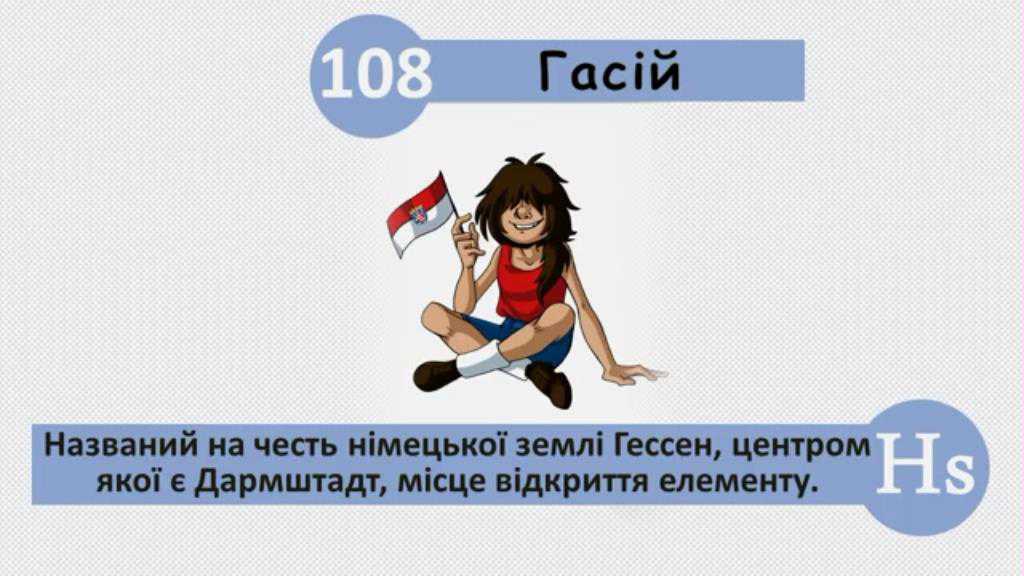 108 Гасій
Названий на честь німецької землі Гессен, центром
якої є Дармштадт, місце відкриття елементу.
Hs